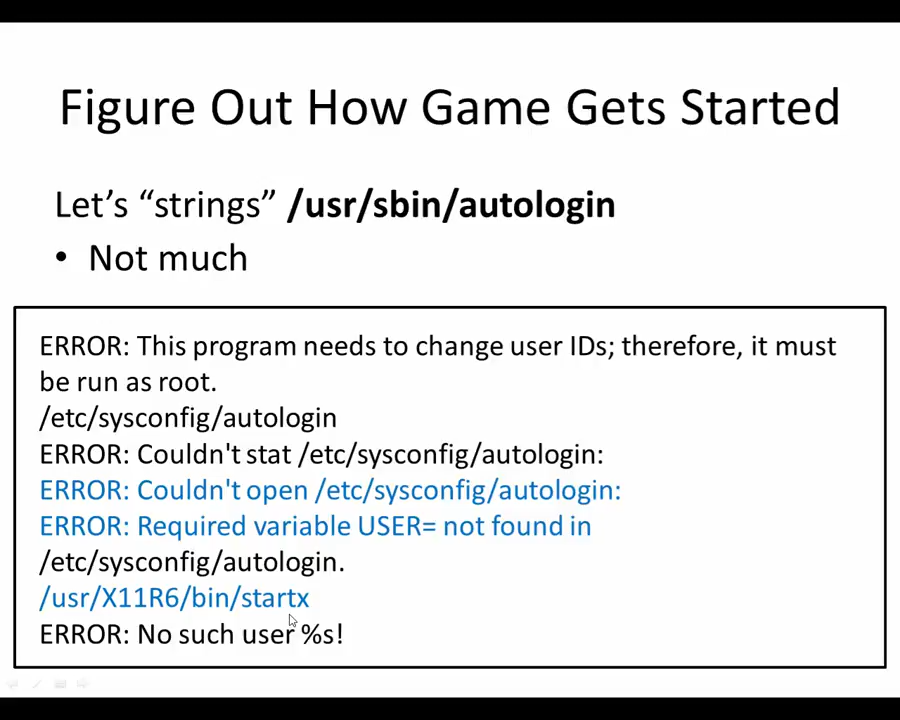 Figure Out How Game Gets Started
Let's “strings” /usr/sbin/autologin
• Not much
ERROR: This program needs to change user IDs; therefore, it must
be run as root.
/etc/sysconfig/autologin
ERROR: Couldn't stat /etc/sysconfig/autologin:
ERROR: Couldn't open /etc/sysconfig/autologin:
ERROR: Required variable USER= not found in
/etc/sysconfig/autologin.
/usr/X11R6/bin/startx
ERROR: No such user %s!